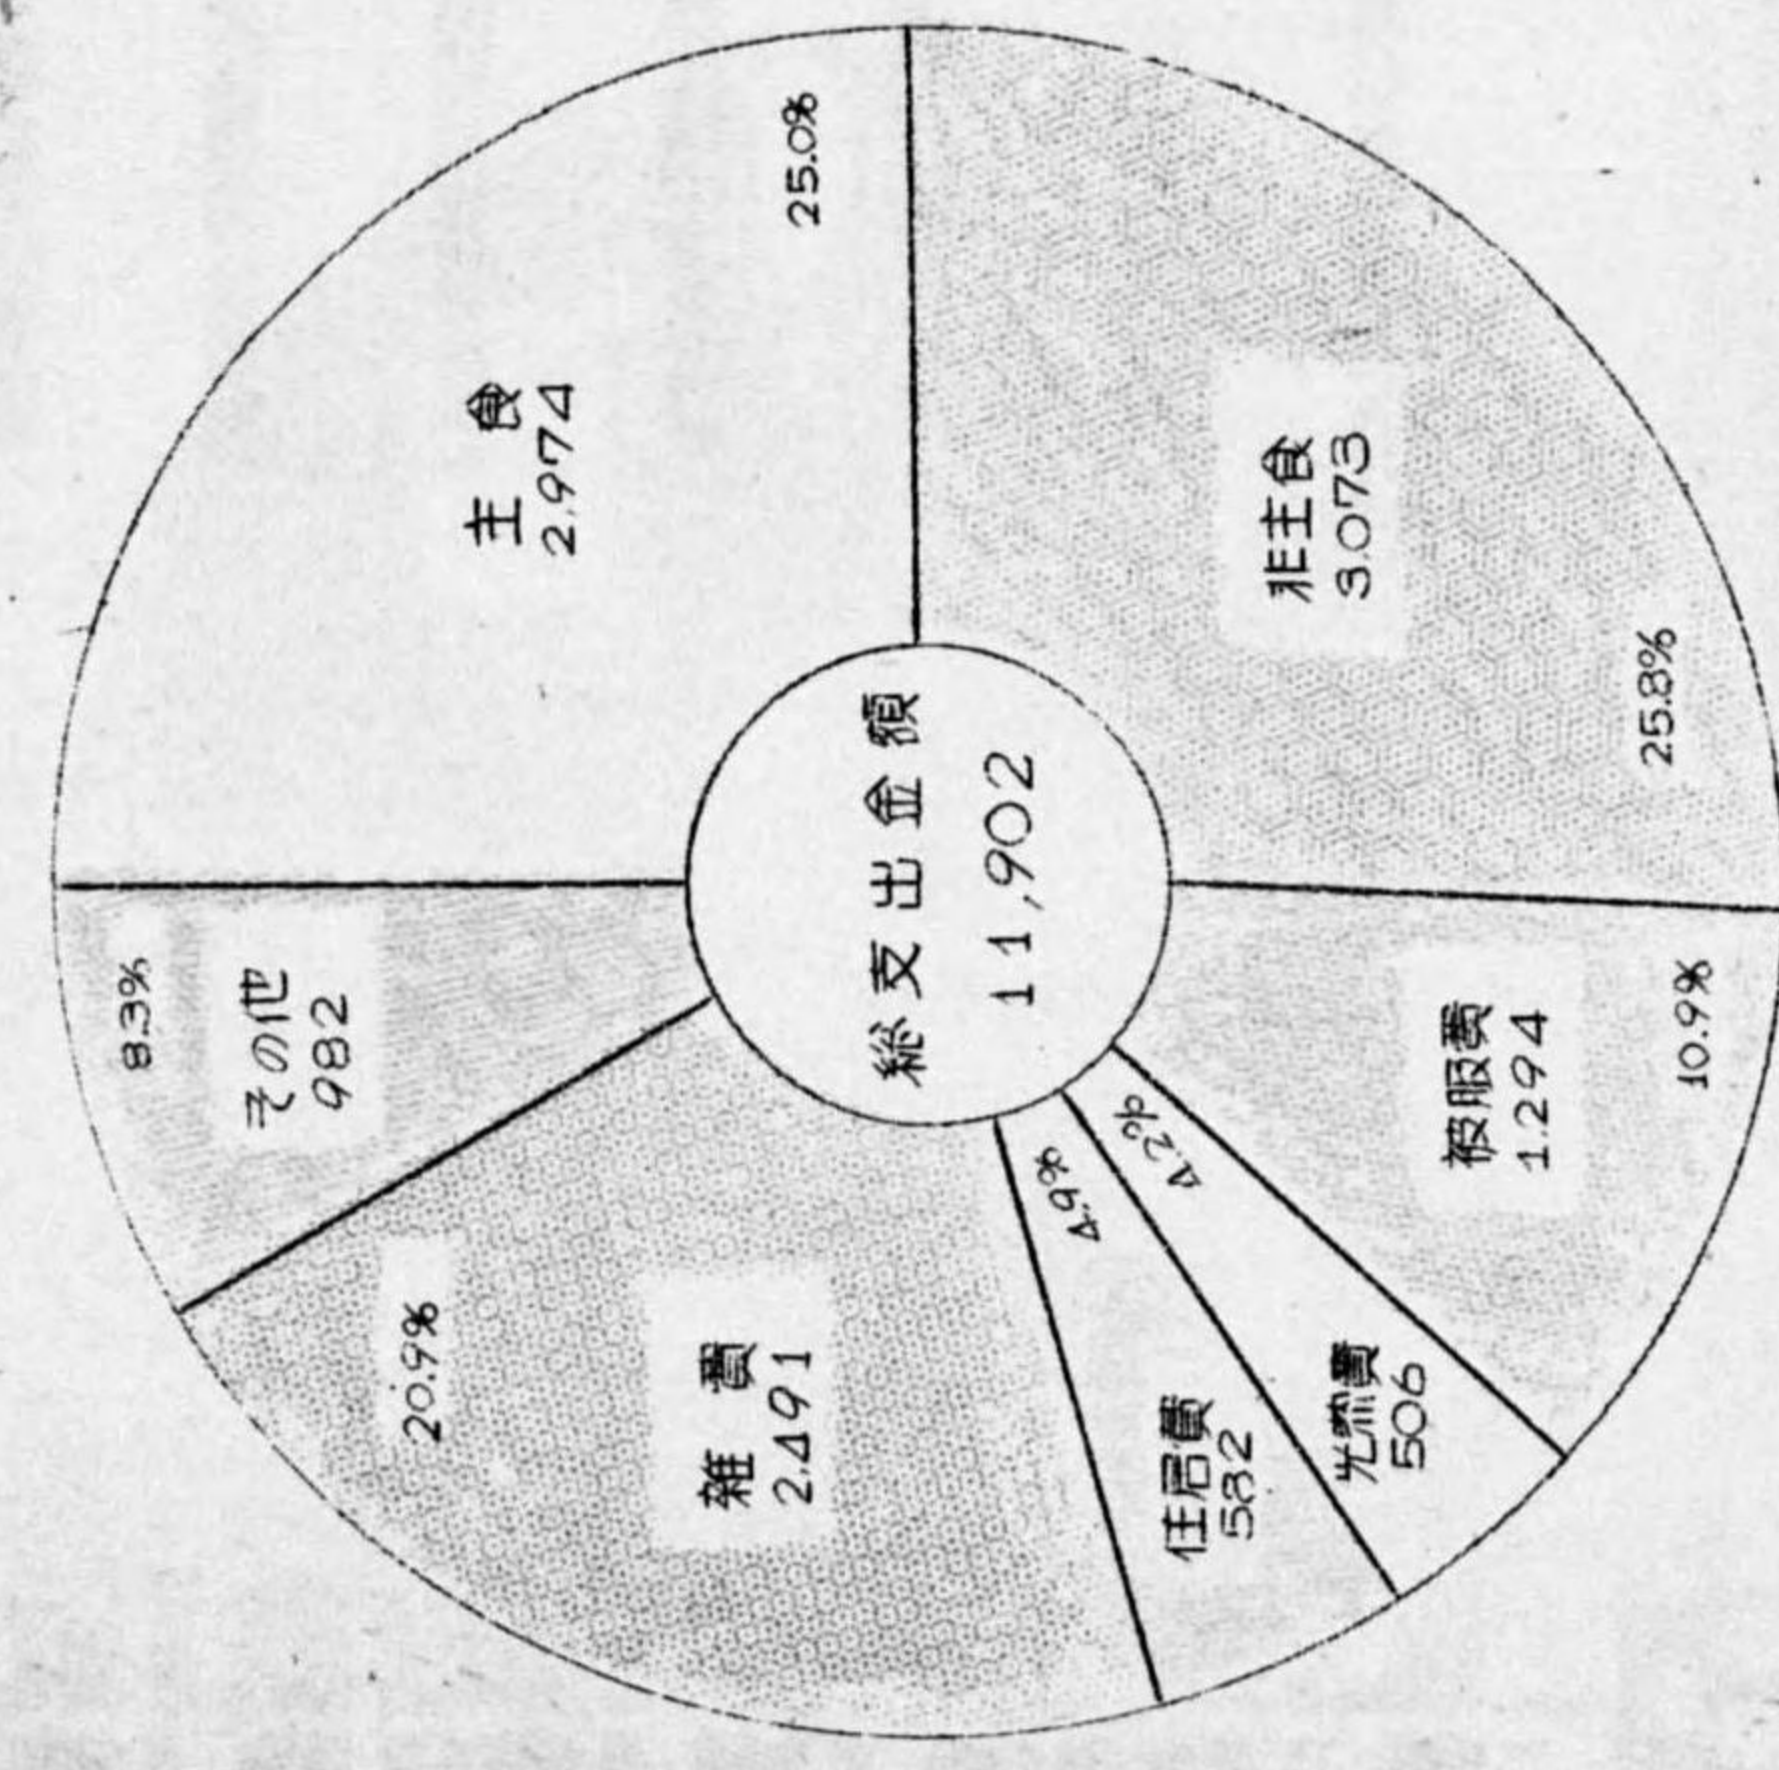 総支出金額
11,902
主食
2.974
25.0%
非主食
3.073
25.8%
被服費
1.294
10.9%
光熱費
506
4.2%
住居費
582
4.9%
雑費
2.491
20.9%
その他
982
8.3%